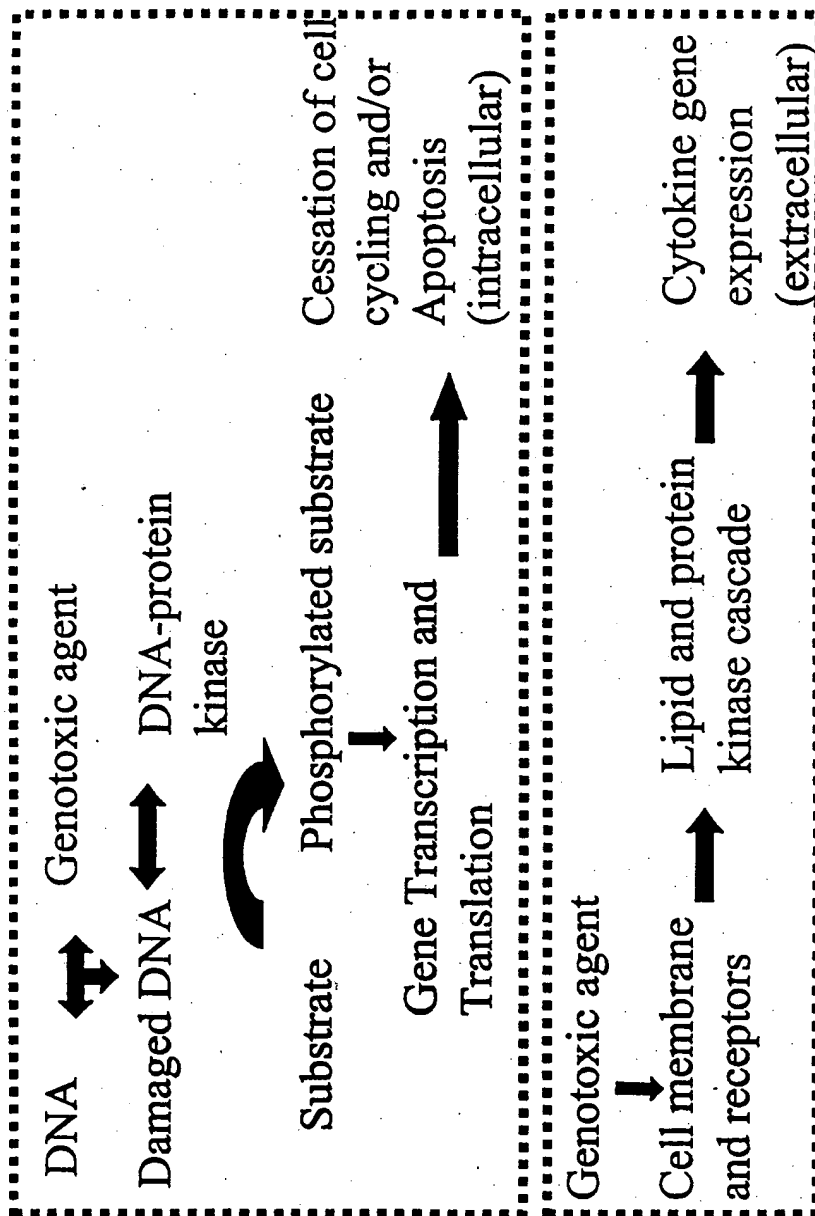 DNA
Genotoxic agent
Damaged DNA
DNA-protein
kinase
Substrate
Phosphorylated substrate
Gene Transcription and
Translation
Cessation of cell
cycling and/or
Apoptosis
(intracellular)
Genotoxic agent
Cell membrane
and receptors
Lipid and protein
kinase cascade
Cytokine gene
expression
(extracellular)